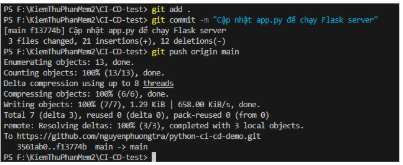 PS F:\KiemThuPhanMem2\CI-CD-test> git add .
PS F:\KiemThuPhanMem2\CI-CD-test> git commit -m "Cập nhật app.py để chạy Flask server"
[main f13774b] Cập nhật app.py để chạy Flask server
3 files changed, 21 insertions(+), 12 deletions(-)
PS F:\KiemThuPhanMem2\CI-CD-test> git push origin main
Enumerating objects: 13, done.
Counting objects: 100% (13/13), done.
Delta compression using up to 8 threads
Compressing objects: 100% (6/6), done.
Writing objects: 100% (7/7), 1.29 KiB | 658.00 KiB/s, done.
Total 7 (delta 3), reused 0 (delta 0), pack-reused 0 (from 0)
remote: Resolving deltas: 100% (3/3), completed with 3 local objects.
To https://github.com/nguyenphuongtra/python-ci-cd-demo.git
3561ab0..f13774b main -> main
PS F:\KiemThuPhanMem2\CI-CD-test>